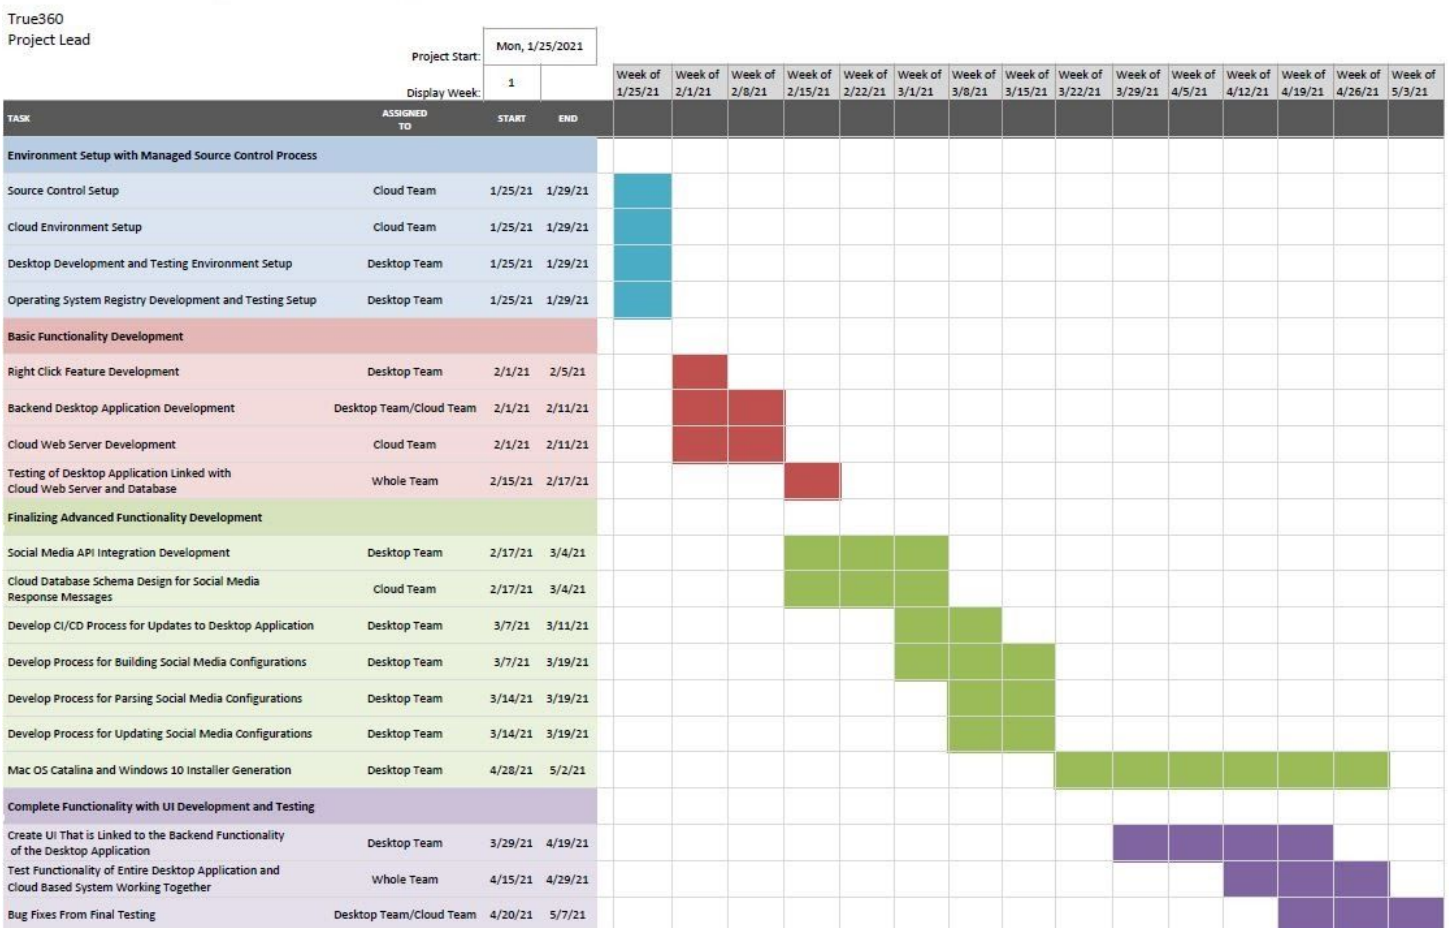 True360
Project Lead
Project Start: Mon, 1/25/2021
Display Week: 1
Week of 1/25/21 Week of 2/1/21 Week of 2/8/21 Week of 2/15/21 Week of 2/22/21 Week of 3/1/21 Week of 3/8/21 Week of 3/15/21 Week of 3/22/21 Week of 3/29/21 Week of 4/5/21 Week of 4/12/21 Week of 4/19/21 Week of 4/26/21 Week of 5/3/21
TASK ASSIGNED TO START END
Environment Setup with Managed Source Control Process
Source Control Setup Cloud Team 1/25/21 1/29/21
Cloud Environment Setup Cloud Team 1/25/21 1/29/21
Desktop Development and Testing Environment Setup Desktop Team 1/25/21 1/29/21
Operating System Registry Development and Testing Setup Desktop Team 1/25/21 1/29/21
Basic Functionality Development
Right Click Feature Development Desktop Team 2/1/21 2/5/21
Backend Desktop Application Development Desktop Team/Cloud Team 2/1/21 2/11/21
Cloud Web Server Development Cloud Team 2/1/21 2/11/21
Testing of Desktop Application Linked with
Cloud Web Server and Database Whole Team 2/15/21 2/17/21
Finalizing Advanced Functionality Development
Social Media API Integration Development Desktop Team 2/17/21 3/4/21
Cloud Database Schema Design for Social Media
Response Messages Cloud Team 2/17/21 3/4/21
Develop CI/CD Process for Updates to Desktop Application Desktop Team 3/7/21 3/11/21
Develop Process for Building Social Media Configurations Desktop Team 3/7/21 3/19/21
Develop Process for Parsing Social Media Configurations Desktop Team 3/14/21 3/19/21
Develop Process for Updating Social Media Configurations Desktop Team 3/14/21 3/19/21
Mac OS Catalina and Windows 10 Installer Generation Desktop Team 4/28/21 5/2/21
Complete Functionality with UI Development and Testing
Create UI That is Linked to the Backend Functionality
of the Desktop Application Desktop Team 3/29/21 4/19/21
Test Functionality of Entire Desktop Application and
Cloud Based System Working Together Whole Team 4/15/21 4/29/21
Bug Fixes From Final Testing Desktop Team/Cloud Team 4/20/21 5/7/21